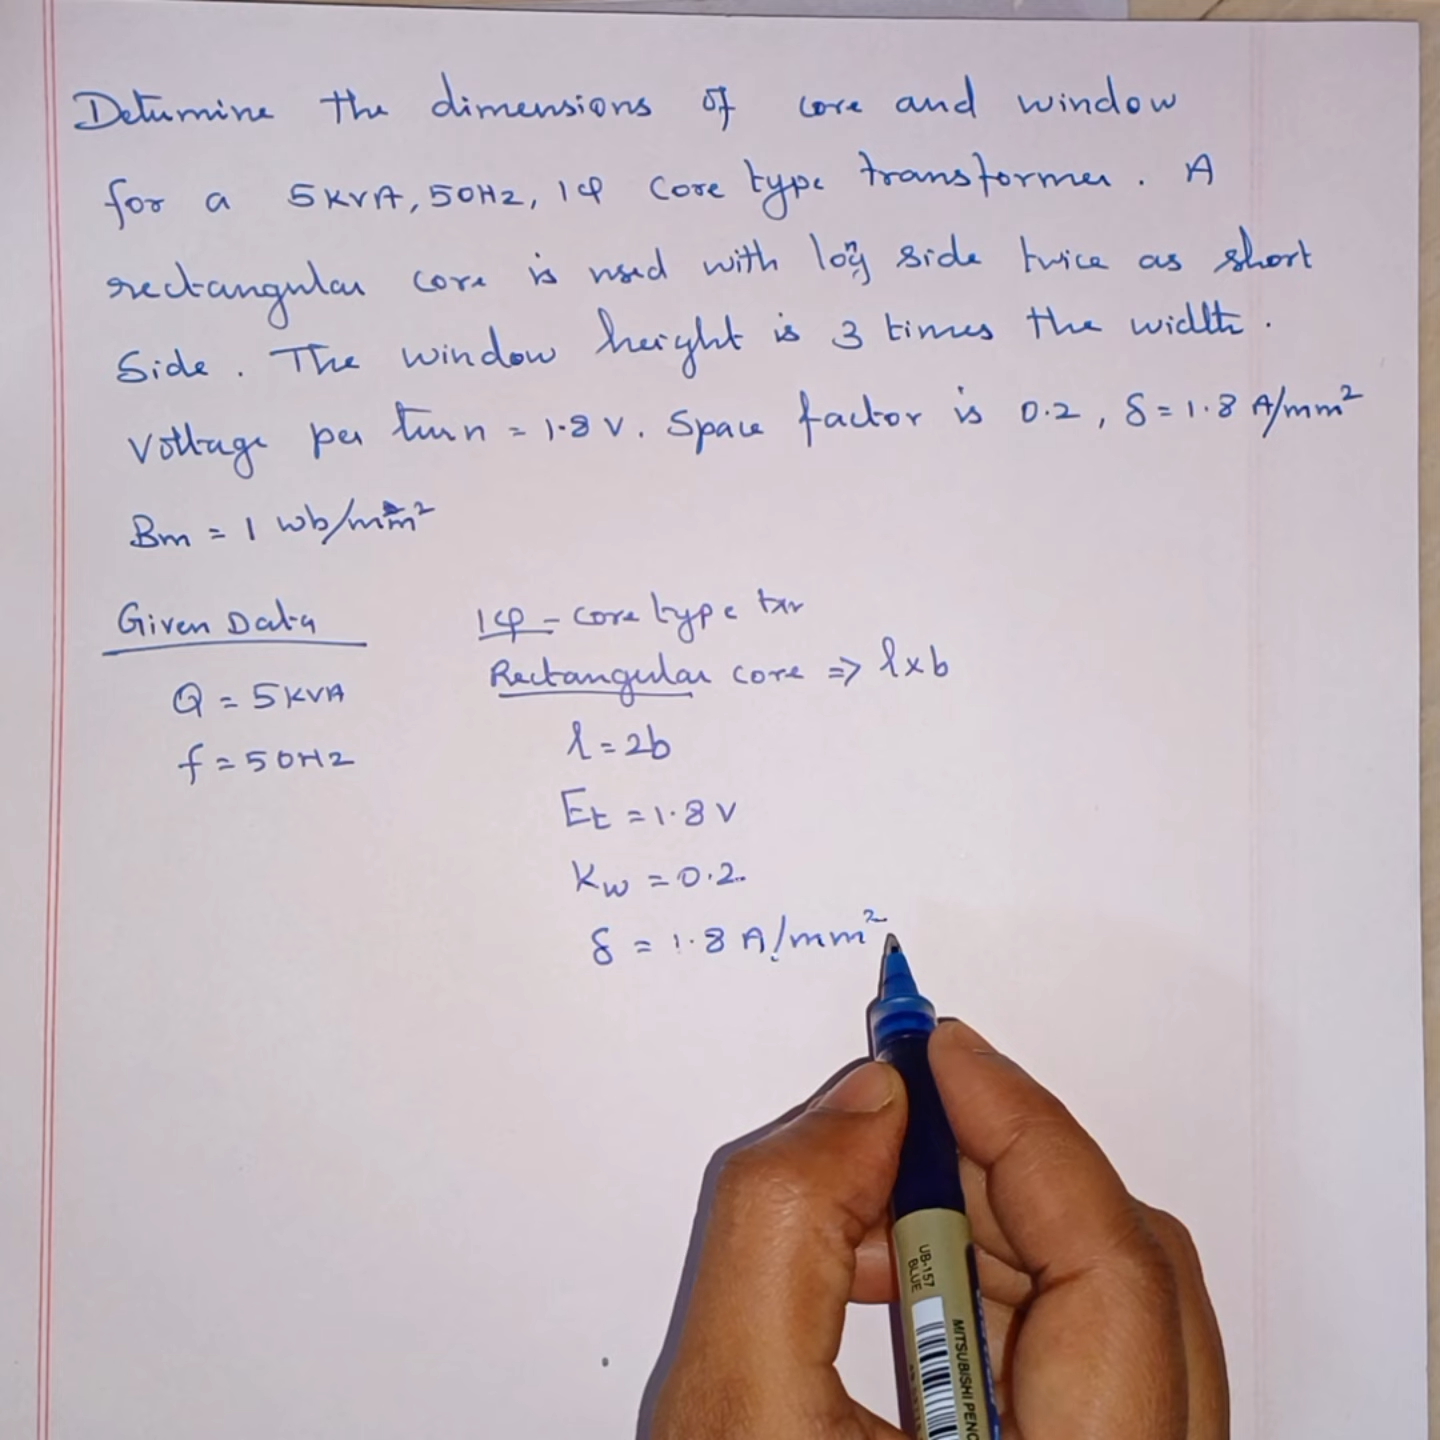 Determine the dimensions of core and window
for a 5KVA, 50HZ, 1φ Core type transformer. A
rectangular core is used with long side twice as short
Side. The window height is 3 times the width.
Voltage per turn = 1.8 V. Space factor is 0.2, δ = 1.8 A/mm²
Bm = 1 wb/mm²
Given Data
Q = 5KVA
f = 50HZ
1φ - core type txr
Rectangular core => l x b
l = 2b
Et = 1.8 V
Kw = 0.2
δ = 1.8 A/mm²
UB-157
BLUE
MITSUBISHI PENC